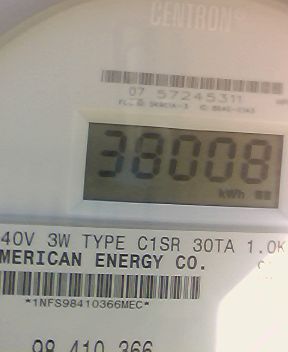 CENTRON®
07 57245311
38008
kWh
40V 3W TYPE C1SR 30TA 1.0K
MERICAN ENERGY CO.
*1NFS98410366MEC*
98 410 366